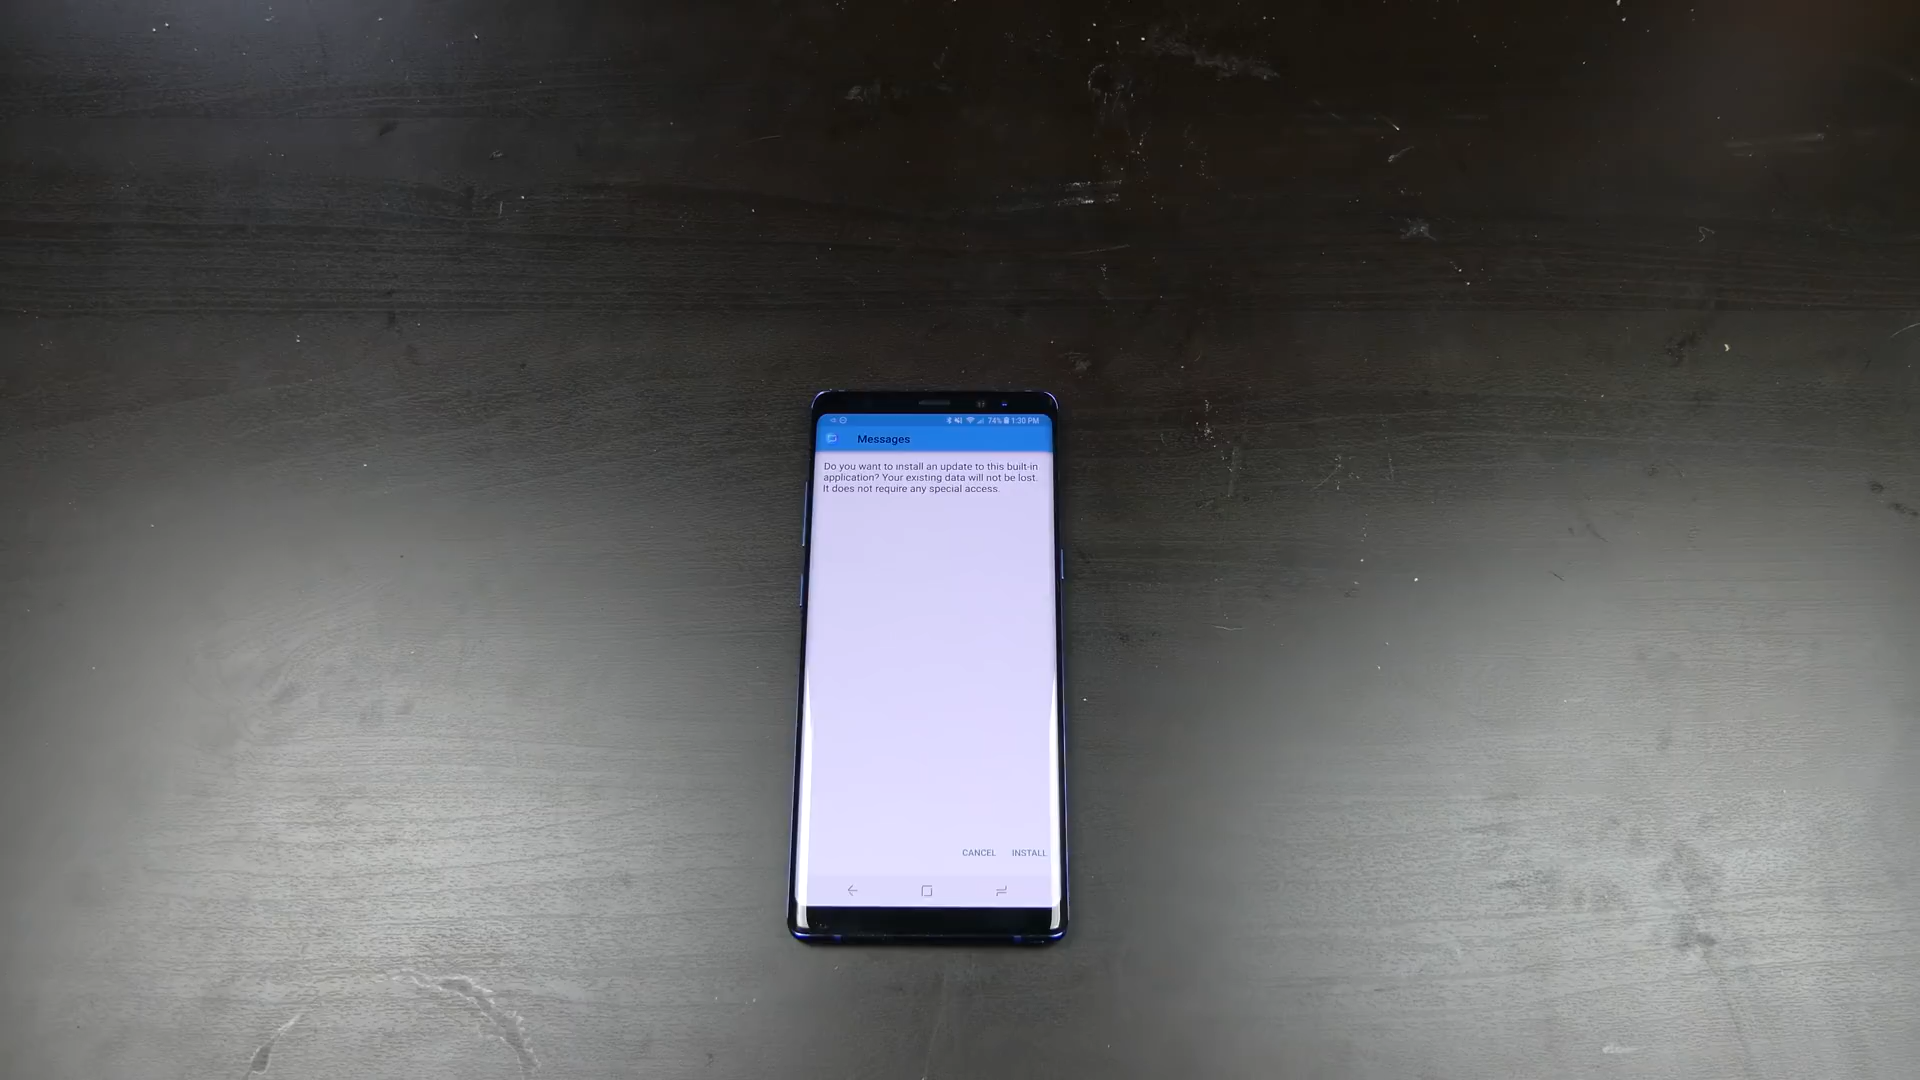 74% 1:30 PM
Messages
Do you want to install an update to this built-in
application? Your existing data will not be lost.
It does not require any special access.
CANCEL INSTALL